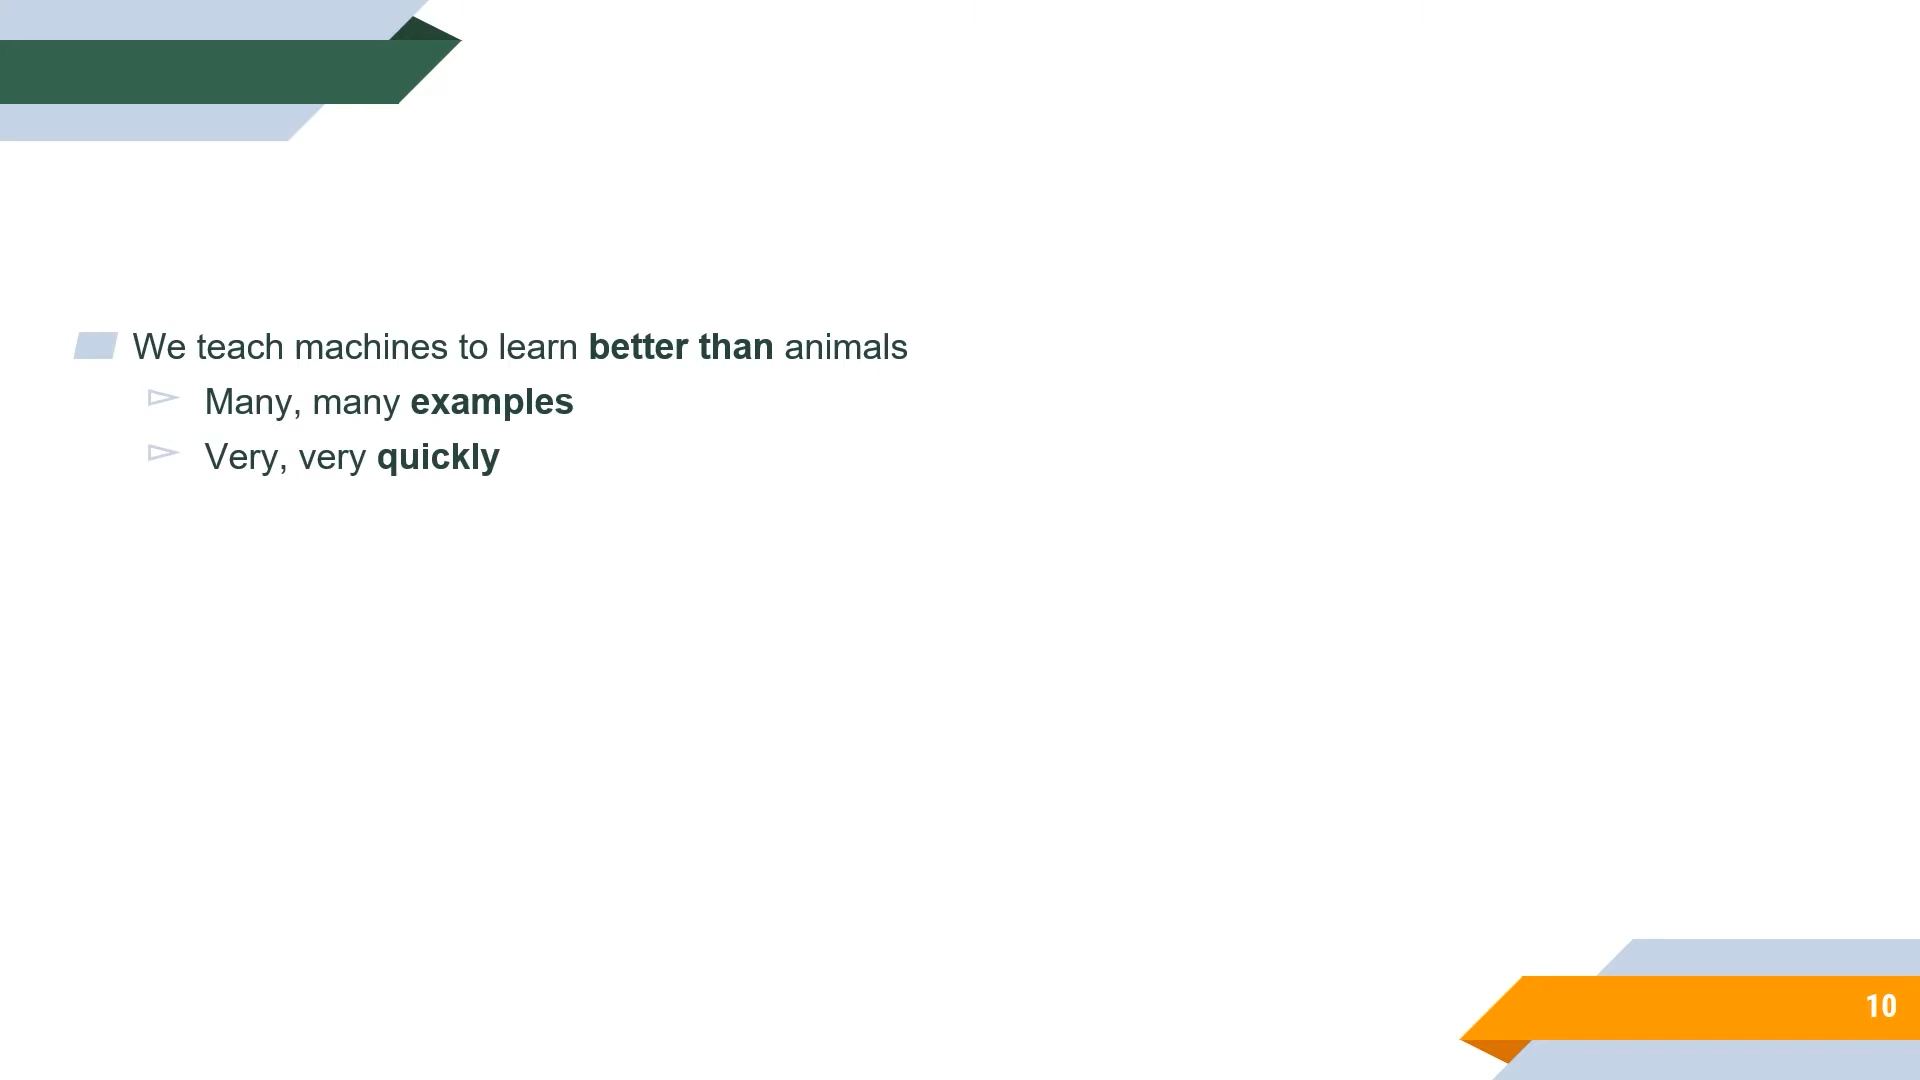 We teach machines to learn better than animals
Many, many examples
Very, very quickly
10